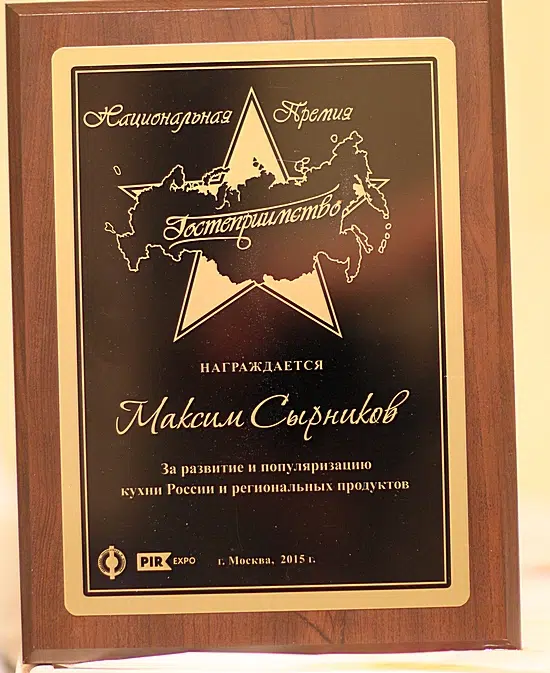 Национальная Премия
Гостеприимство
НАГРАЖДАЕТСЯ
Максим Сырников
За развитие и популяризацию
кухни России и региональных продуктов
PIR EXPO г. Москва, 2015 г.